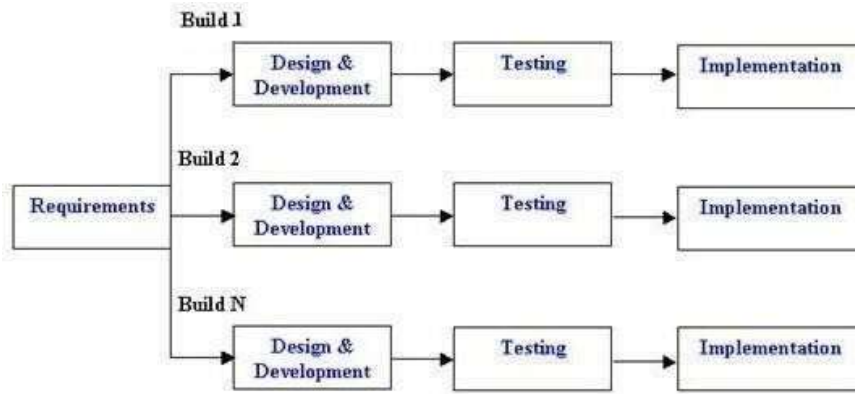 Build 1
Design &
Development
Testing
Implementation
Build 2
Requirements
Design &
Development
Testing
Implementation
Build N
Design &
Development
Testing
Implementation